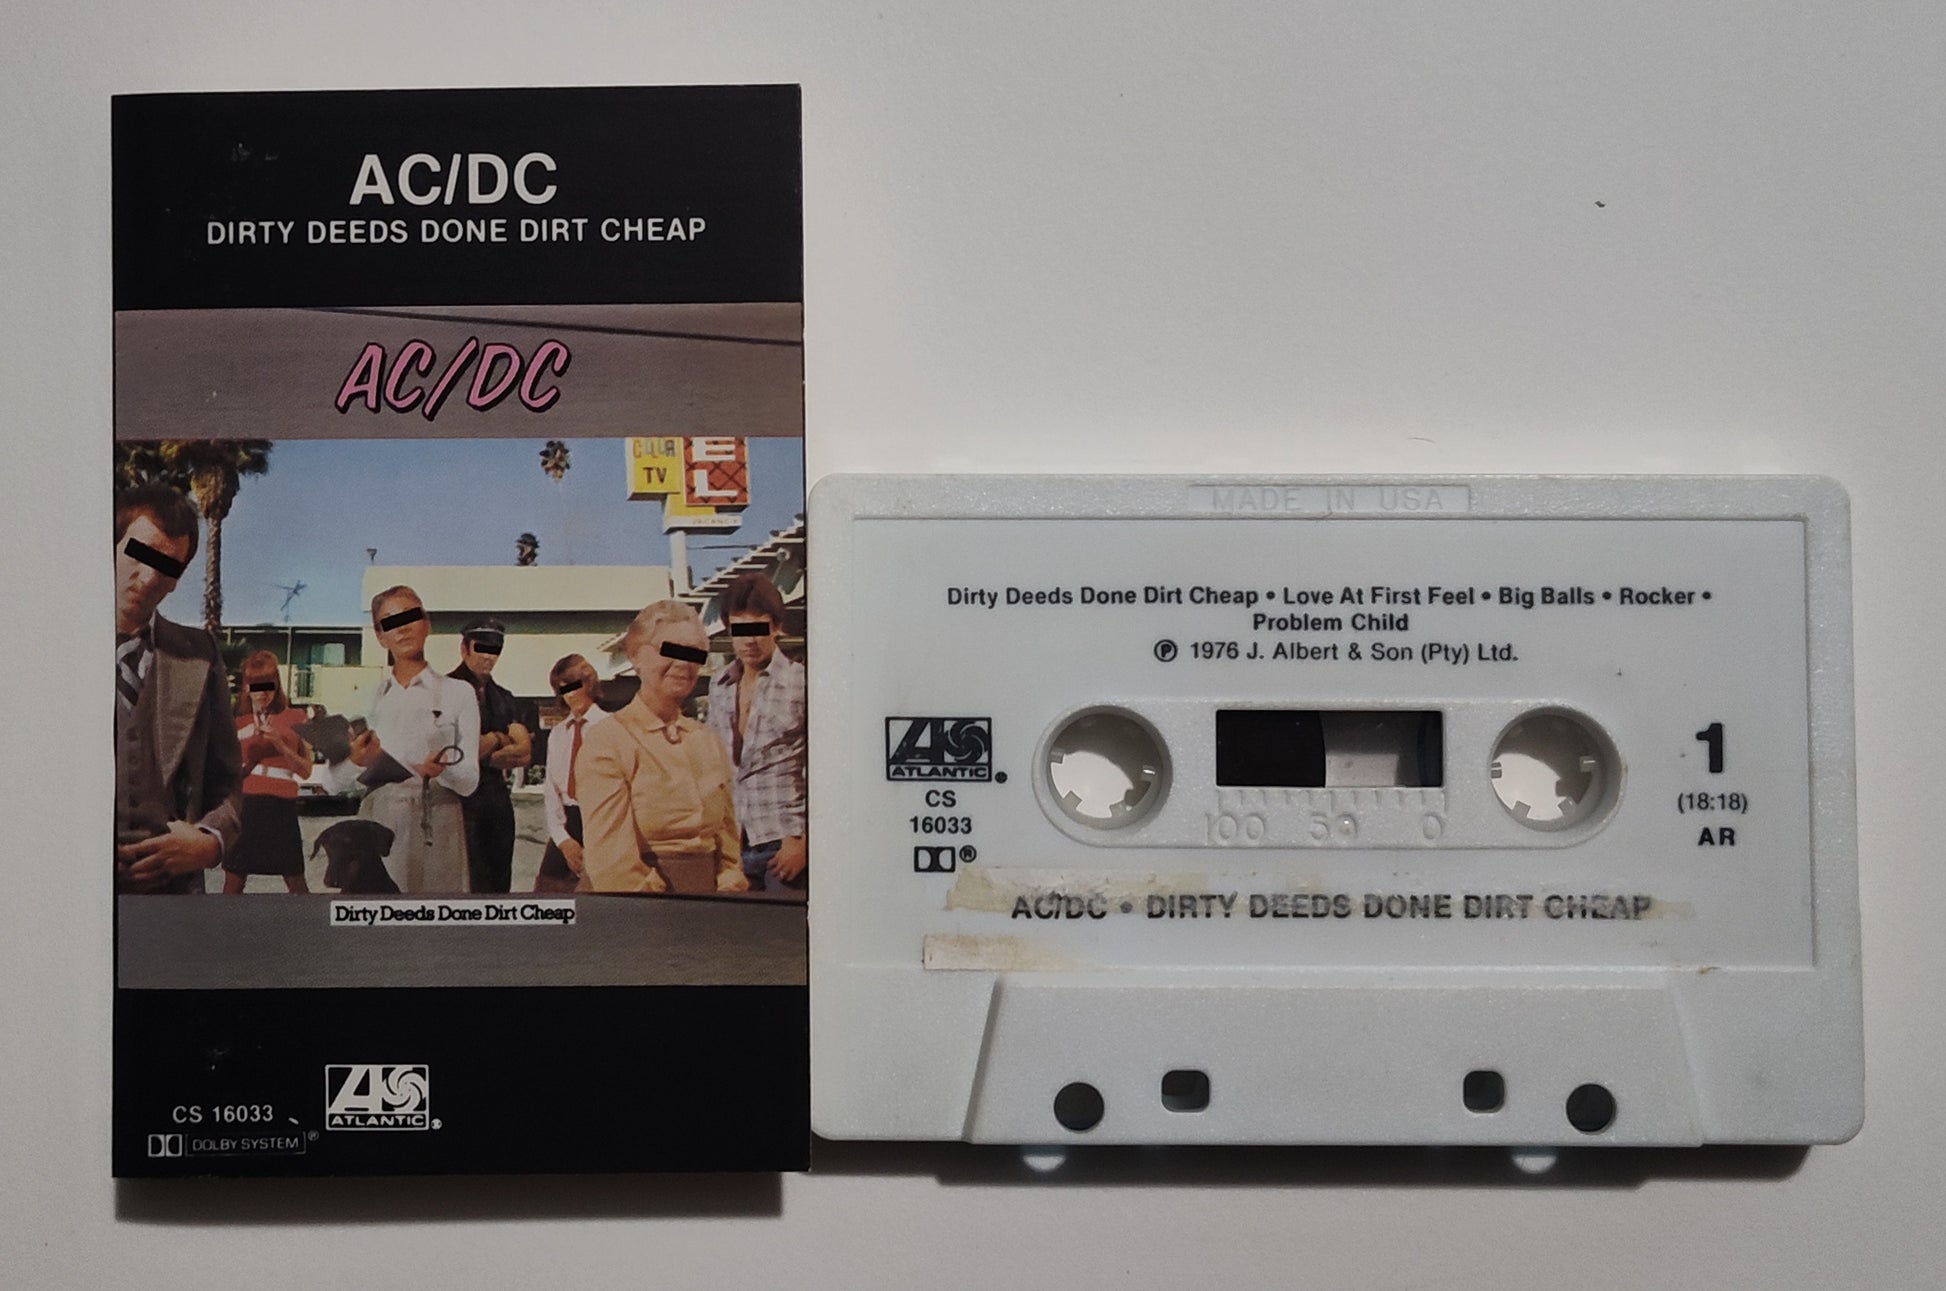 AC/DC
DIRTY DEEDS DONE DIRT CHEAP
AC/DC
COLOR
TV
EL
VACANCY
Dirty Deeds Done Dirt Cheap
CS 16033
ATLANTIC®
DOLBY SYSTEM®
MADE IN USA
Dirty Deeds Done Dirt Cheap • Love At First Feel • Big Balls • Rocker •
Problem Child
℗ 1976 J. Albert & Son (Pty) Ltd.
ATLANTIC®
CS
16033
®
100 50 0
1
(18:18)
AR
AC/DC • DIRTY DEEDS DONE DIRT CHEAP